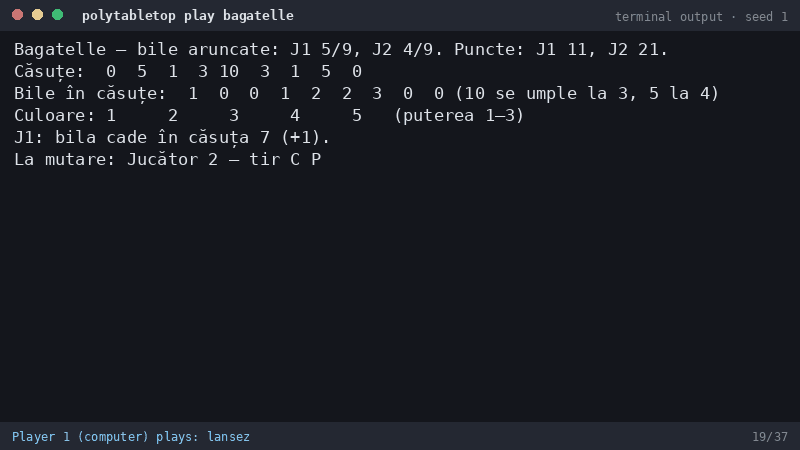 polytabletop play bagatelle
terminal output · seed 1
Bagatelle — bile aruncate: J1 5/9, J2 4/9. Puncte: J1 11, J2 21.
Căsuțe:  0  5  1  3 10  3  1  5  0
Bile în căsuțe:  1  0  0  1  2  2  3  0  0 (10 se umple la 3, 5 la 4)
Culoare: 1     2     3     4     5   (puterea 1–3)
J1: bila cade în căsuța 7 (+1).
La mutare: Jucător 2 — tir C P
Player 1 (computer) plays: lansez
19/37